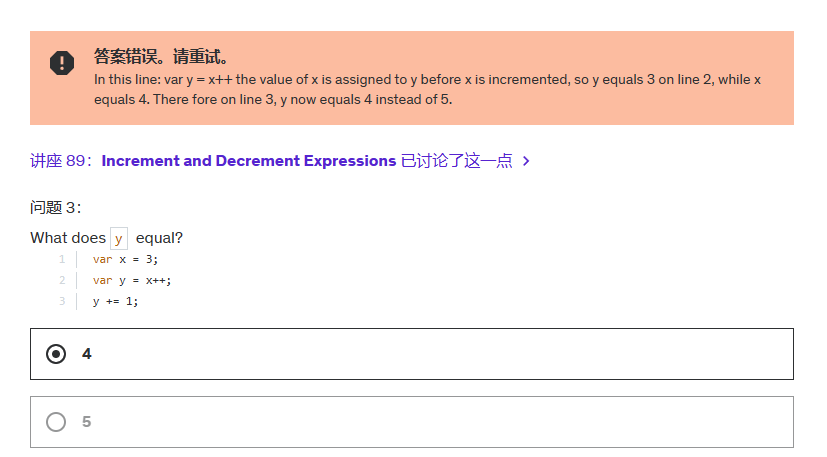 答案错误。请重试。
In this line: var y = x++ the value of x is assigned to y before x is incremented, so y equals 3 on line 2, while x
equals 4. There fore on line 3, y now equals 4 instead of 5.
讲座 89：Increment and Decrement Expressions 已讨论了这一点
问题 3：
What does y equal?
1 var x = 3;
2 var y = x++;
3 y += 1;
4
5